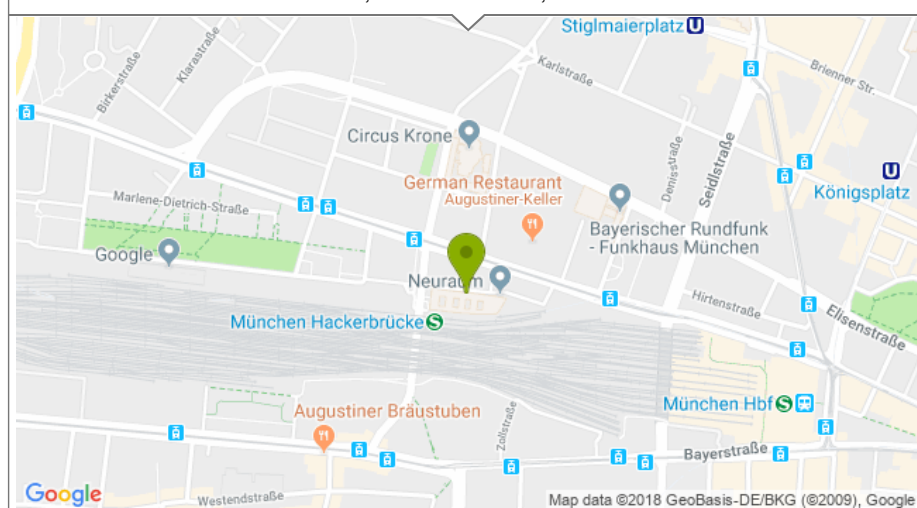 Stiglmaierplatz U
Birkerstraße
Klarastraße
Karlstraße
Brienner Str.
Circus Krone
Denisstraße
Seidlstraße
U
Königsplatz
German Restaurant
Augustiner-Keller
Marlene-Dietrich-Straße
Bayerischer Rundfunk
- Funkhaus München
Google
Neuraum
Hirtenstraße
Elisenstraße
München Hackerbrücke S
München Hbf S
Augustiner Bräustuben
Zollstraße
Bayerstraße
Westendstraße
Google
Map data ©2018 GeoBasis-DE/BKG (©2009), Google